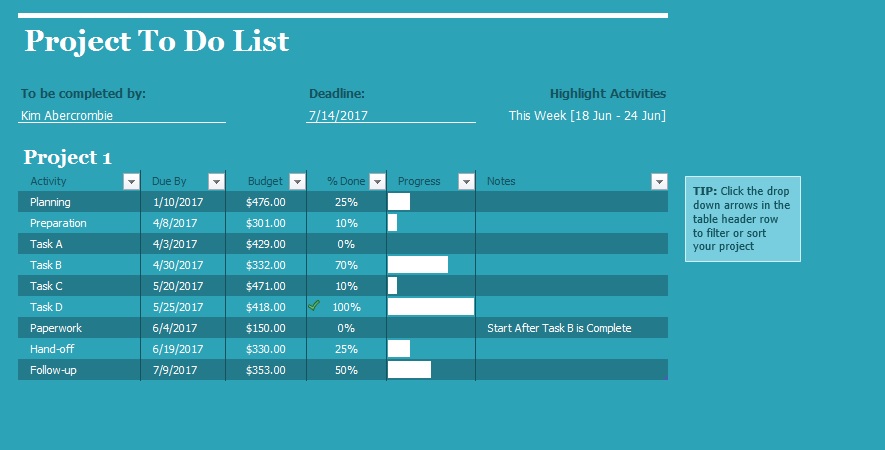 Project To Do List
To be completed by: Deadline: Highlight Activities
Kim Abercrombie 7/14/2017 This Week [18 Jun - 24 Jun]
Project 1
Activity Due By Budget % Done Progress Notes
Planning 1/10/2017 $476.00 25%
Preparation 4/8/2017 $301.00 10%
Task A 4/3/2017 $429.00 0%
Task B 4/30/2017 $332.00 70%
Task C 5/20/2017 $471.00 10%
Task D 5/25/2017 $418.00 100%
Paperwork 6/4/2017 $150.00 0% Start After Task B is Complete
Hand-off 6/19/2017 $330.00 25%
Follow-up 7/9/2017 $353.00 50%
TIP: Click the drop
down arrows in the
table header row
to filter or sort
your project